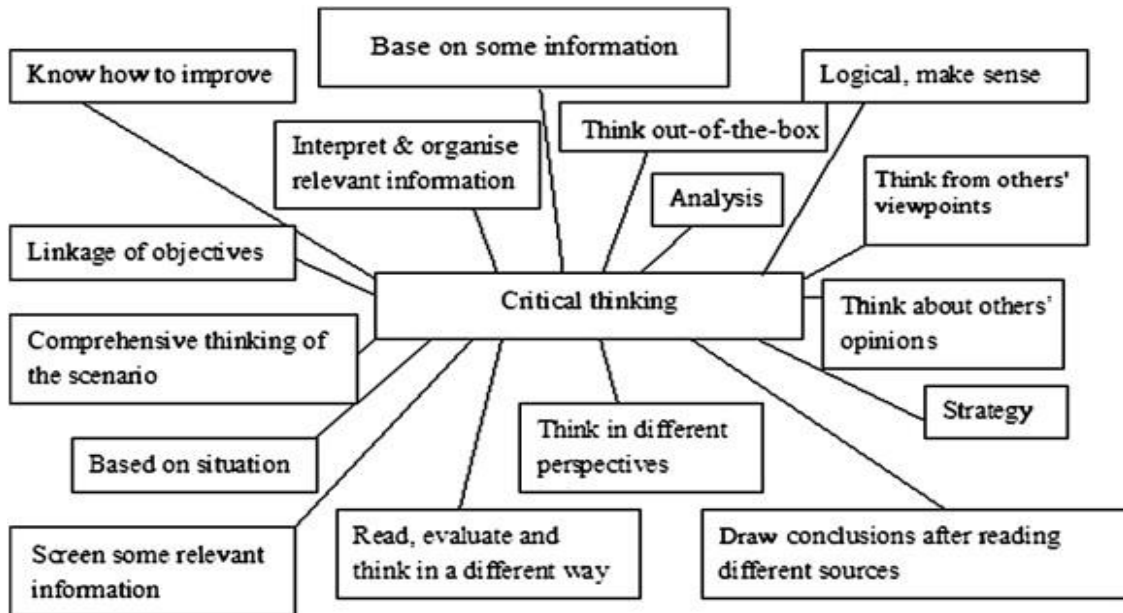 Base on some information
Know how to improve
Logical, make sense
Think out-of-the-box
Interpret & organise
relevant information
Think from others'
viewpoints
Analysis
Linkage of objectives
Critical thinking
Think about others'
opinions
Comprehensive thinking of
the scenario
Strategy
Think in different
perspectives
Based on situation
Read, evaluate and
think in a different way
Draw conclusions after reading
different sources
Screen some relevant
information